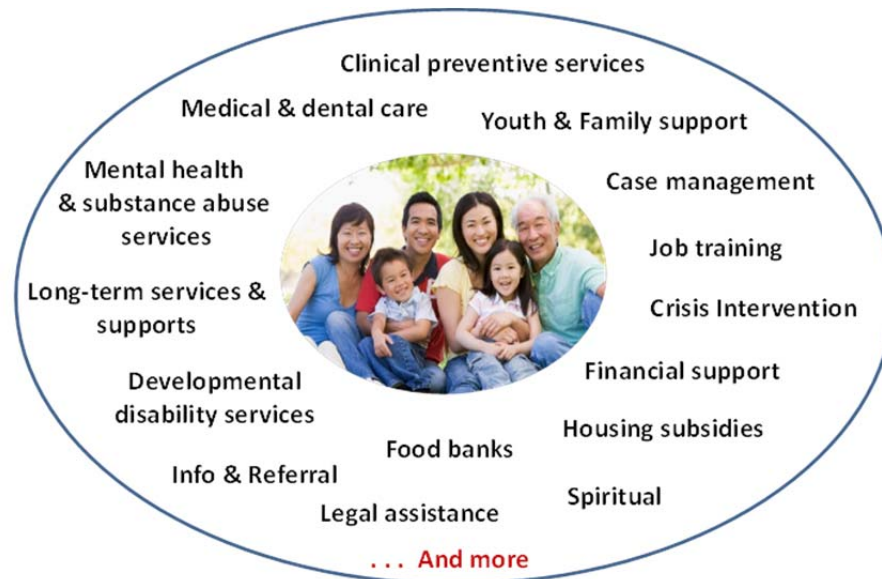 Clinical preventive services
Medical & dental care
Youth & Family support
Mental health
& substance abuse
services
Case management
Job training
Long-term services &
supports
Crisis Intervention
Financial support
Developmental
disability services
Housing subsidies
Food banks
Info & Referral
Spiritual
Legal assistance
. . . And more